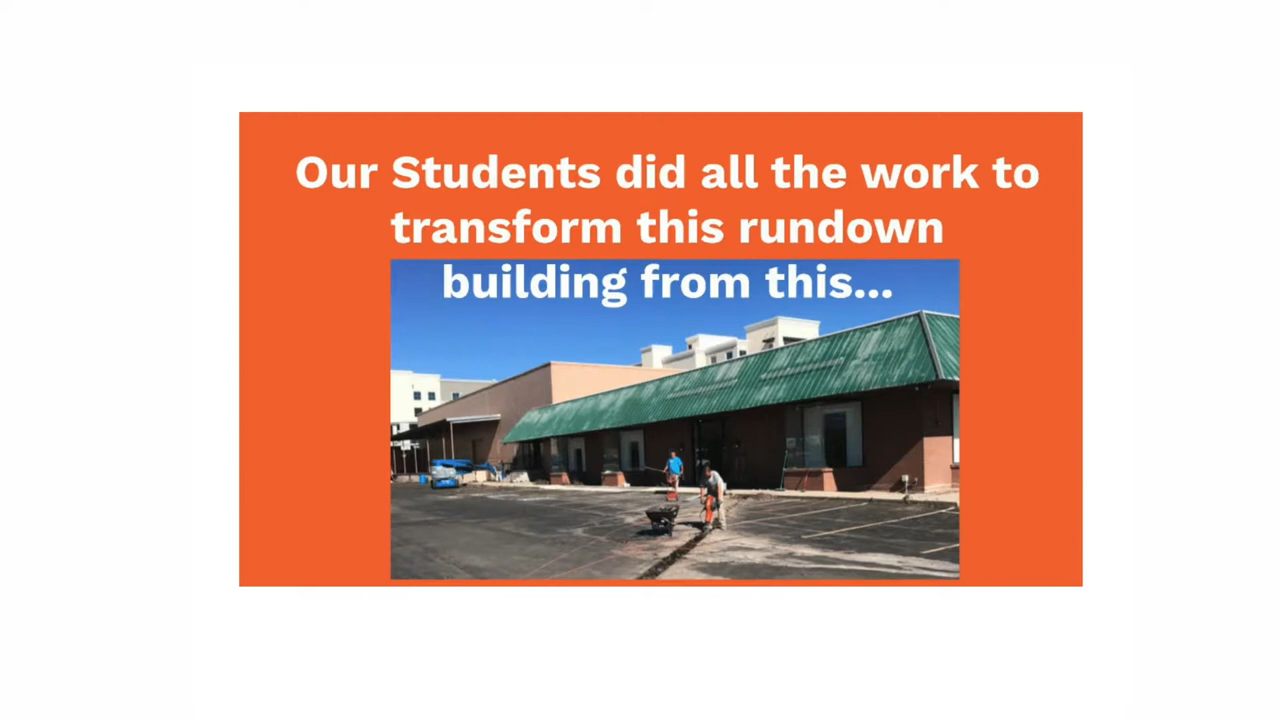 Our Students did all the work to
transform this rundown
building from this...